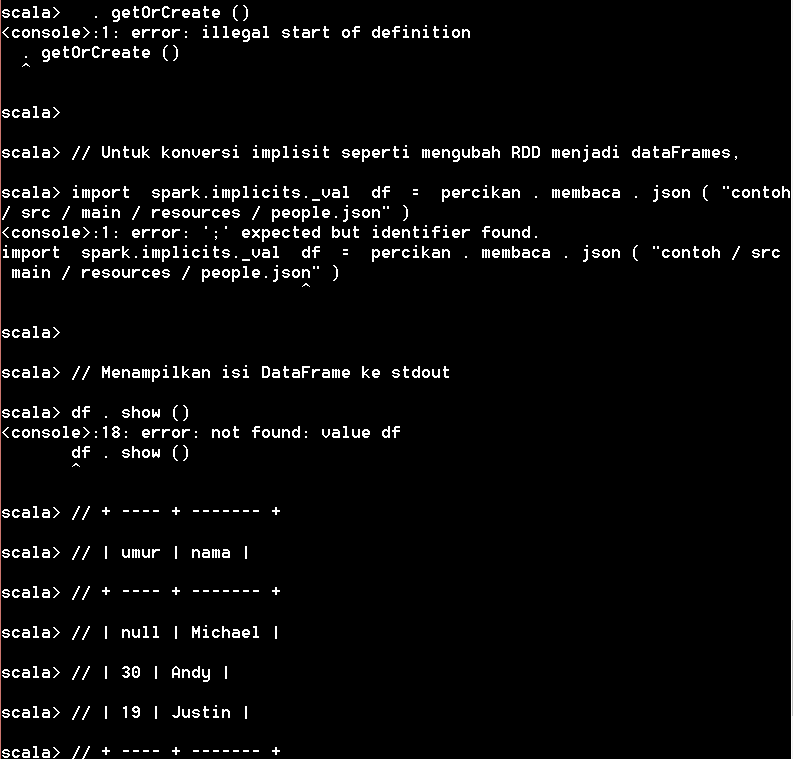 scala>   . getOrCreate ()
<console>:1: error: illegal start of definition
  . getOrCreate ()
  ^
scala>
scala> // Untuk konversi implisit seperti mengubah RDD menjadi dataFrames,
scala> import  spark.implicits._val  df  =  percikan . membaca . json ( "contoh
/ src / main / resources / people.json" )
<console>:1: error: ';' expected but identifier found.
import  spark.implicits._val  df  =  percikan . membaca . json ( "contoh / src
 main / resources / people.json" )
                              ^
scala>
scala> // Menampilkan isi DataFrame ke stdout
scala> df . show ()
<console>:18: error: not found: value df
       df . show ()
       ^
scala> // + ---- + ------- +
scala> // | umur | nama |
scala> // + ---- + ------- +
scala> // | null | Michael |
scala> // | 30 | Andy |
scala> // | 19 | Justin |
scala> // + ---- + ------- +